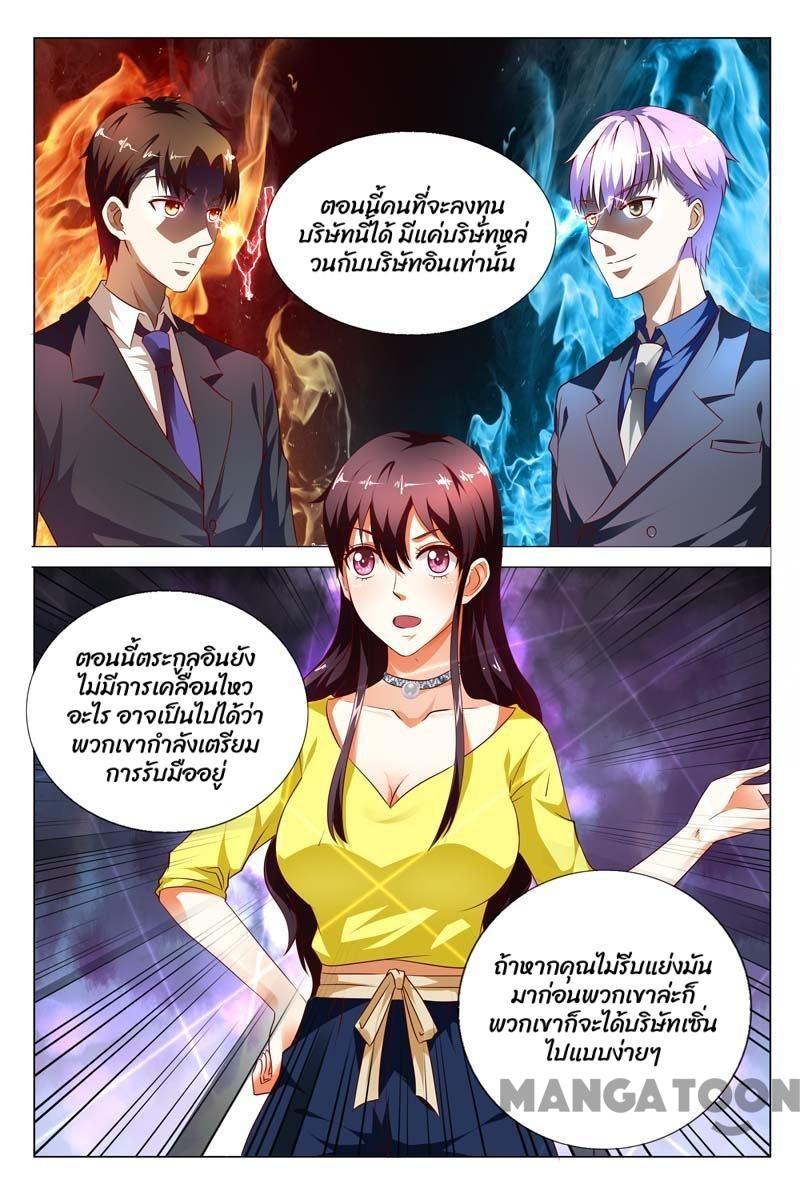 ตอนนี้คนที่จะลงทุน
บริษัทนี้ได้ มีแค่บริษัทหล่
วนกับบริษัทอินเท่านั้น
ตอนนี้ตระกูลอินยัง
ไม่มีการเคลื่อนไหว
อะไร อาจเป็นไปได้ว่า
พวกเขากำลังเตรียม
การรับมืออยู่
ถ้าหากคุณไม่รีบแย่งมัน
มาก่อนพวกเขาล่ะก็
พวกเขาก็จะได้บริษัทเซิ่น
ไปแบบง่ายๆ
MANGATOON